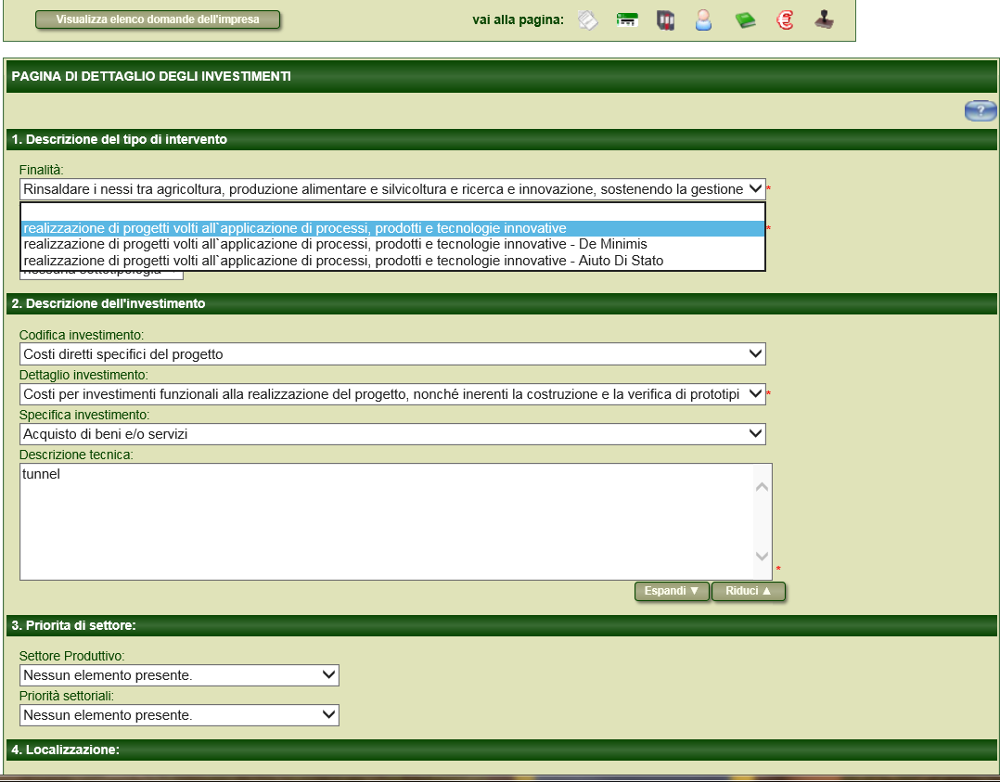 Visualizza elenco domande dell'impresa
vai alla pagina:
PAGINA DI DETTAGLIO DEGLI INVESTIMENTI
?
1. Descrizione del tipo di intervento
Finalità:
Rinsaldare i nessi tra agricoltura, produzione alimentare e silvicoltura e ricerca e innovazione, sostenendo la gestione *
realizzazione di progetti volti all`applicazione di processi, prodotti e tecnologie innovative *
realizzazione di progetti volti all`applicazione di processi, prodotti e tecnologie innovative - De Minimis
realizzazione di progetti volti all`applicazione di processi, prodotti e tecnologie innovative - Aiuto Di Stato
nessuna sottotipologia
2. Descrizione dell'investimento
Codifica investimento:
Costi diretti specifici del progetto
Dettaglio investimento:
Costi per investimenti funzionali alla realizzazione del progetto, nonché inerenti la costruzione e la verifica di prototipi *
Specifica investimento:
Acquisto di beni e/o servizi
Descrizione tecnica:
tunnel
*
Espandi ▼ Riduci ▲
3. Priorita di settore:
Settore Produttivo:
Nessun elemento presente.
Priorità settoriali:
Nessun elemento presente.
4. Localizzazione: